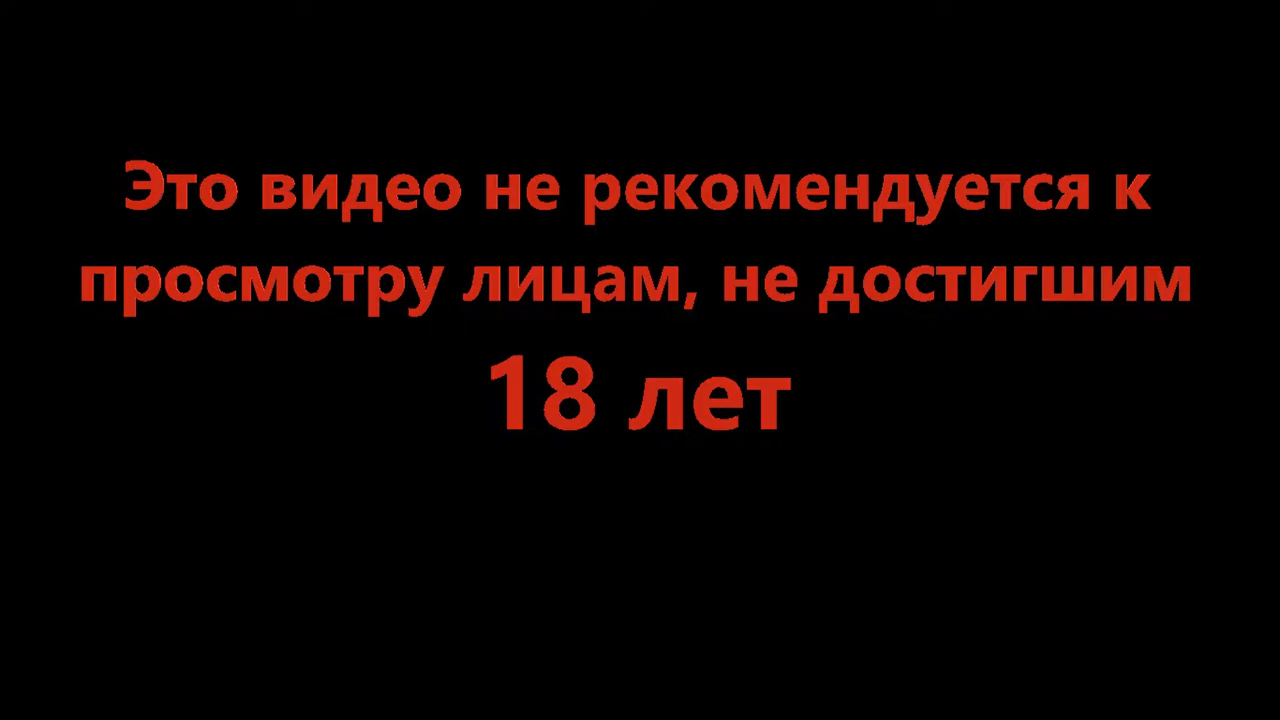 Это видео не рекомендуется к
просмотру лицам, не достигшим
18 лет